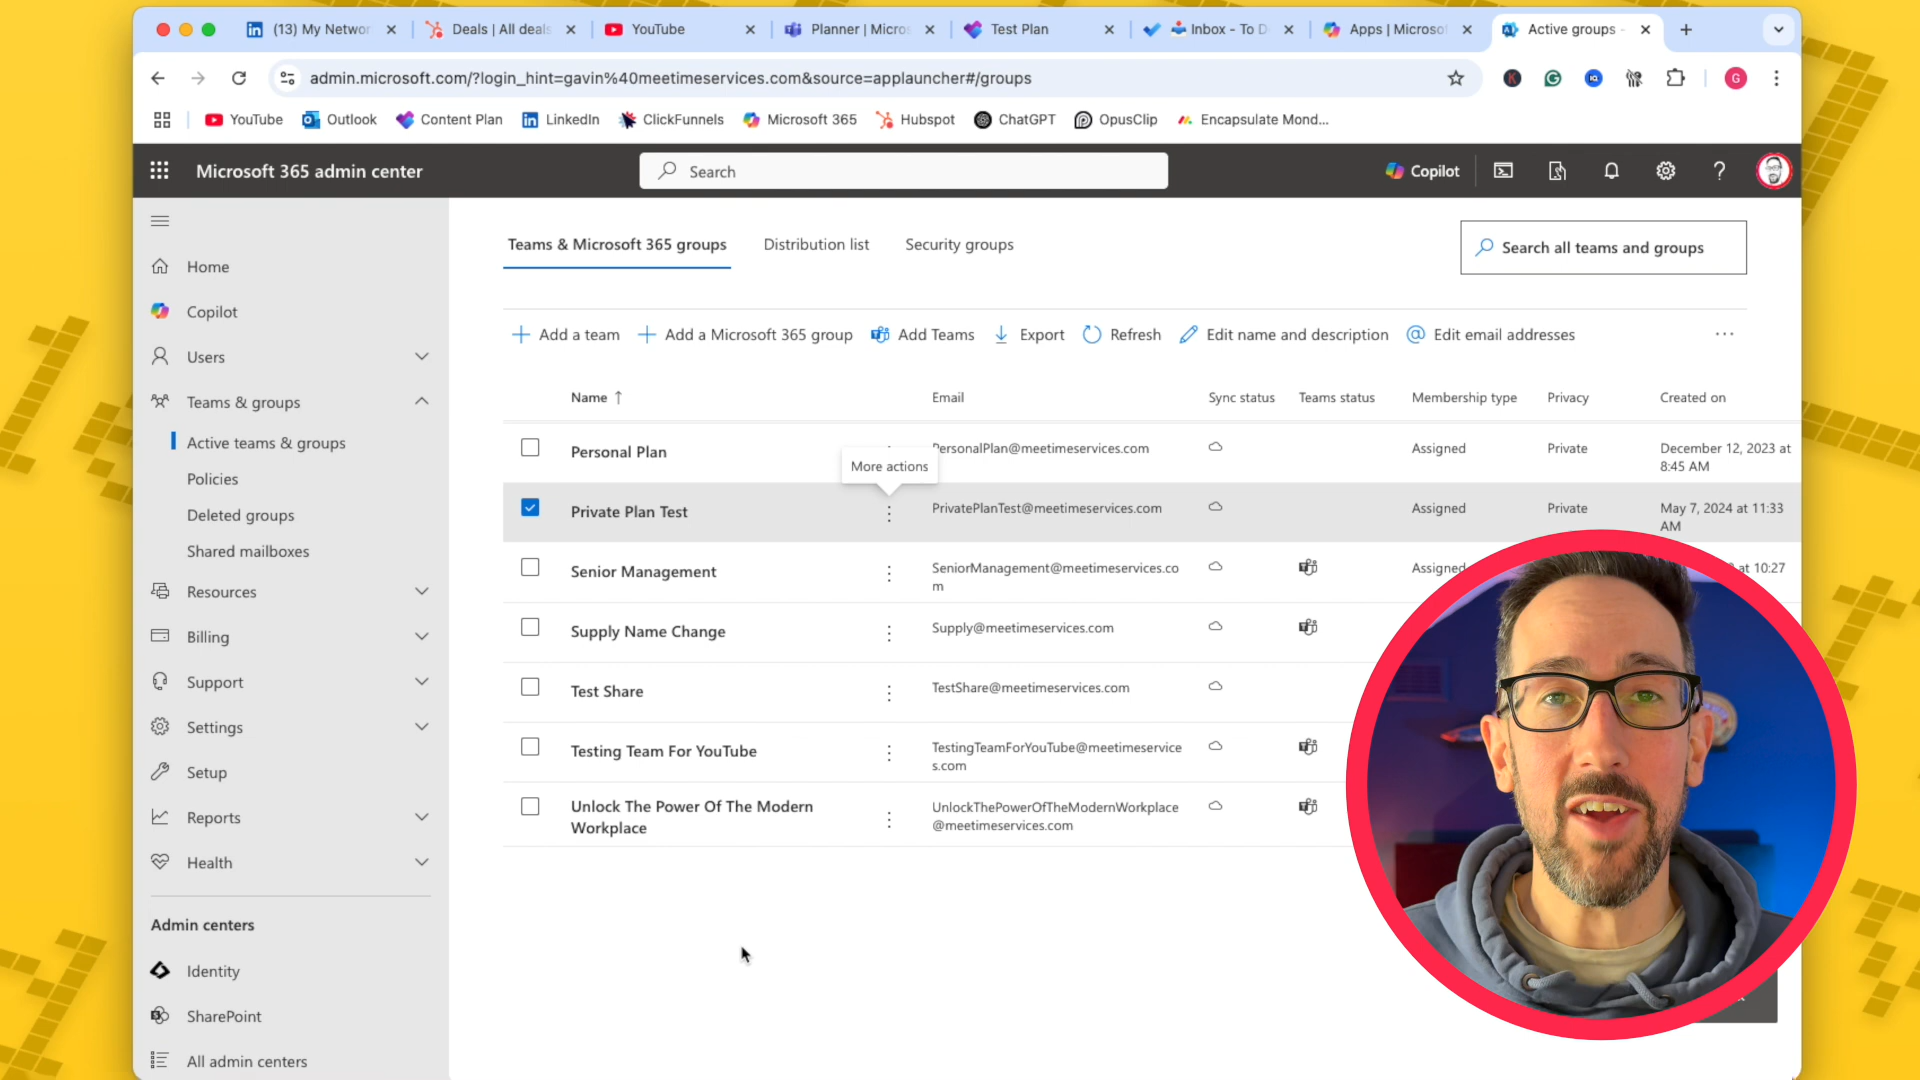 (13) My Networ
Deals | All deals
YouTube
Planner | Micros
Test Plan
Inbox - To D
Apps | Microsof
Active groups -
admin.microsoft.com/?login_hint=gavin%40meetimeservices.com&source=applauncher#/groups
G
YouTube
Outlook
Content Plan
LinkedIn
ClickFunnels
Microsoft 365
Hubspot
ChatGPT
OpusClip
Encapsulate Mond...
Microsoft 365 admin center
Search
Copilot
Home
Copilot
Users
Teams & groups
Active teams & groups
Policies
Deleted groups
Shared mailboxes
Resources
Billing
Support
Settings
Setup
Reports
Health
Admin centers
Identity
SharePoint
All admin centers
Teams & Microsoft 365 groups
Distribution list
Security groups
Search all teams and groups
Add a team
Add a Microsoft 365 group
Add Teams
Export
Refresh
Edit name and description
Edit email addresses
Name ↑
Email
Sync status
Teams status
Membership type
Privacy
Created on
Personal Plan
PersonalPlan@meetimeservices.com
Assigned
Private
December 12, 2023 at
8:45 AM
More actions
Private Plan Test
PrivatePlanTest@meetimeservices.com
Assigned
Private
May 7, 2024 at 11:33
AM
Senior Management
SeniorManagement@meetimeservices.co
m
Assigned
at 10:27
Supply Name Change
Supply@meetimeservices.com
Test Share
TestShare@meetimeservices.com
Testing Team For YouTube
TestingTeamForYouTube@meetimeservice
s.com
Unlock The Power Of The Modern
Workplace
UnlockThePowerOfTheModernWorkplace
@meetimeservices.com